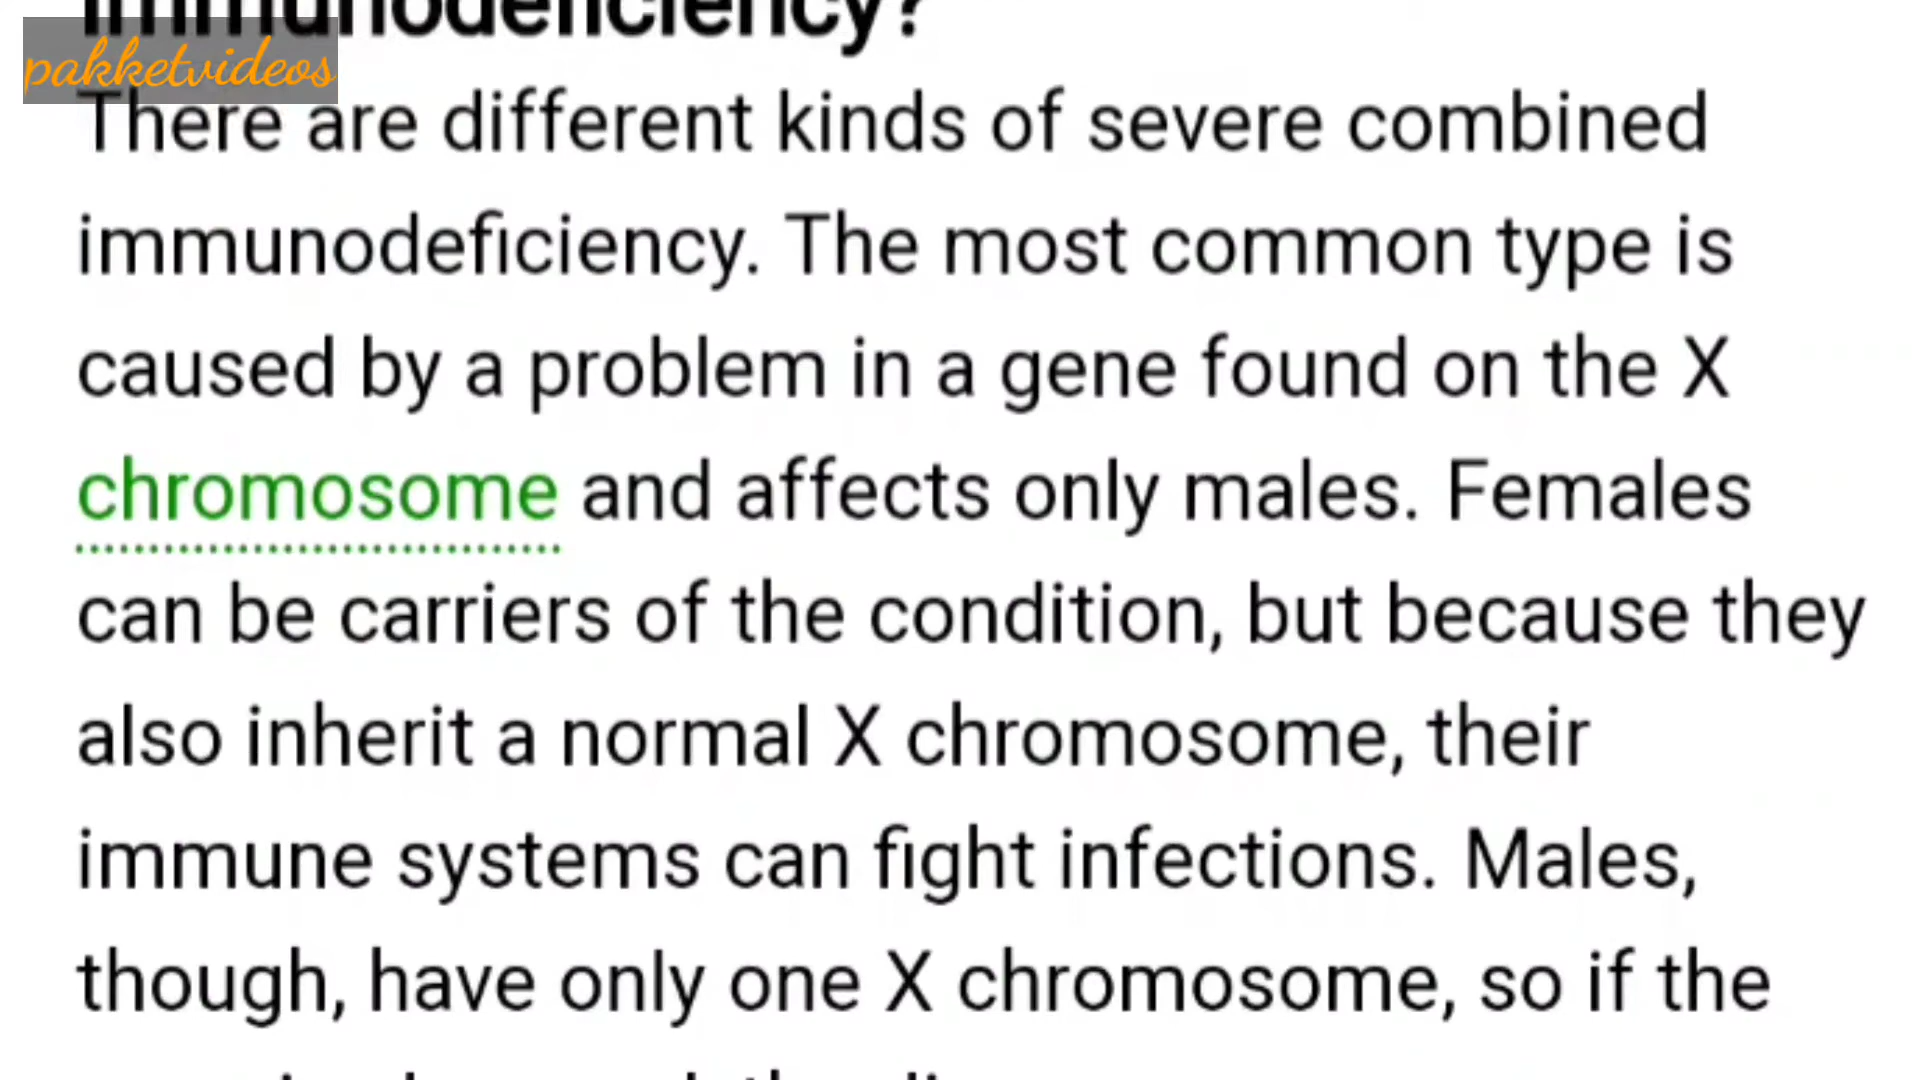 immunodeficiency?
pakketvideos
There are different kinds of severe combined
immunodeficiency. The most common type is
caused by a problem in a gene found on the X
chromosome and affects only males. Females
can be carriers of the condition, but because they
also inherit a normal X chromosome, their
immune systems can fight infections. Males,
though, have only one X chromosome, so if the